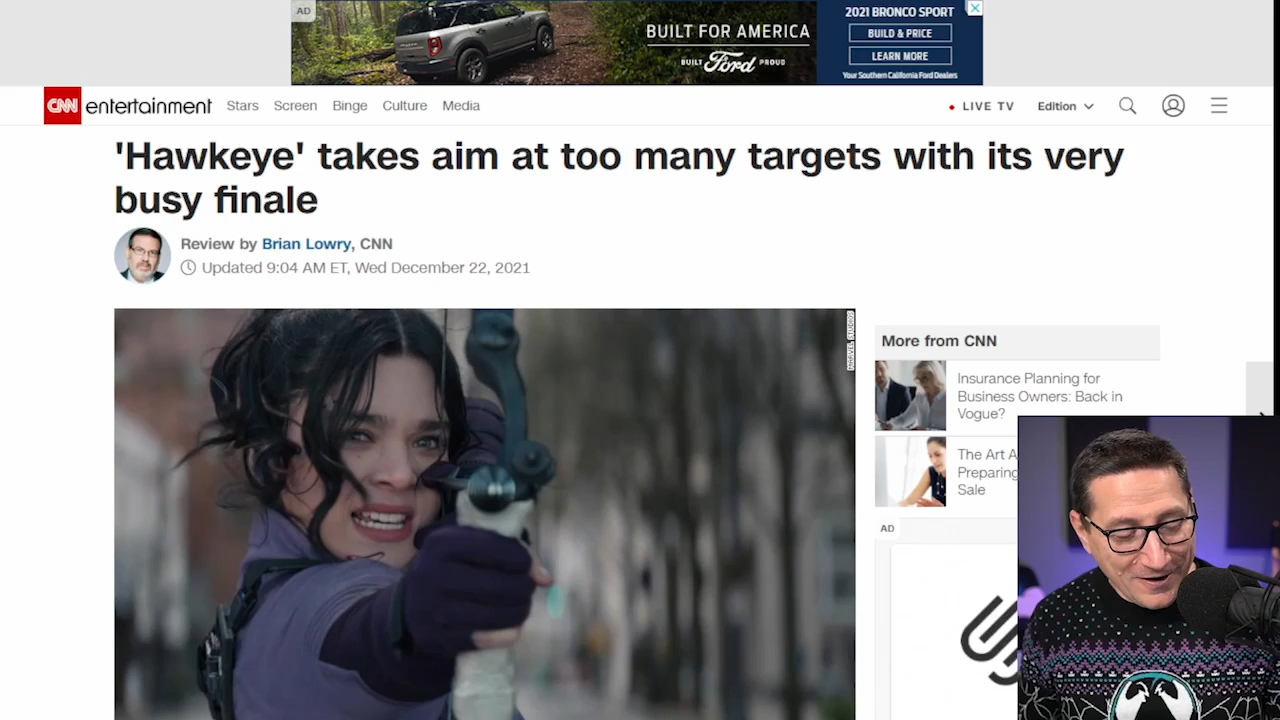 AD
BUILT FOR AMERICA
BUILT Ford PROUD
2021 BRONCO SPORT
BUILD & PRICE
LEARN MORE
Your Southern California Ford Dealers
CNN entertainment Stars Screen Binge Culture Media
LIVE TV Edition
'Hawkeye' takes aim at too many targets with its very
busy finale
Review by Brian Lowry, CNN
Updated 9:04 AM ET, Wed December 22, 2021
MARVEL STUDIOS
More from CNN
Insurance Planning for
Business Owners: Back in
Vogue?
The Art
Preparing
Sale
AD